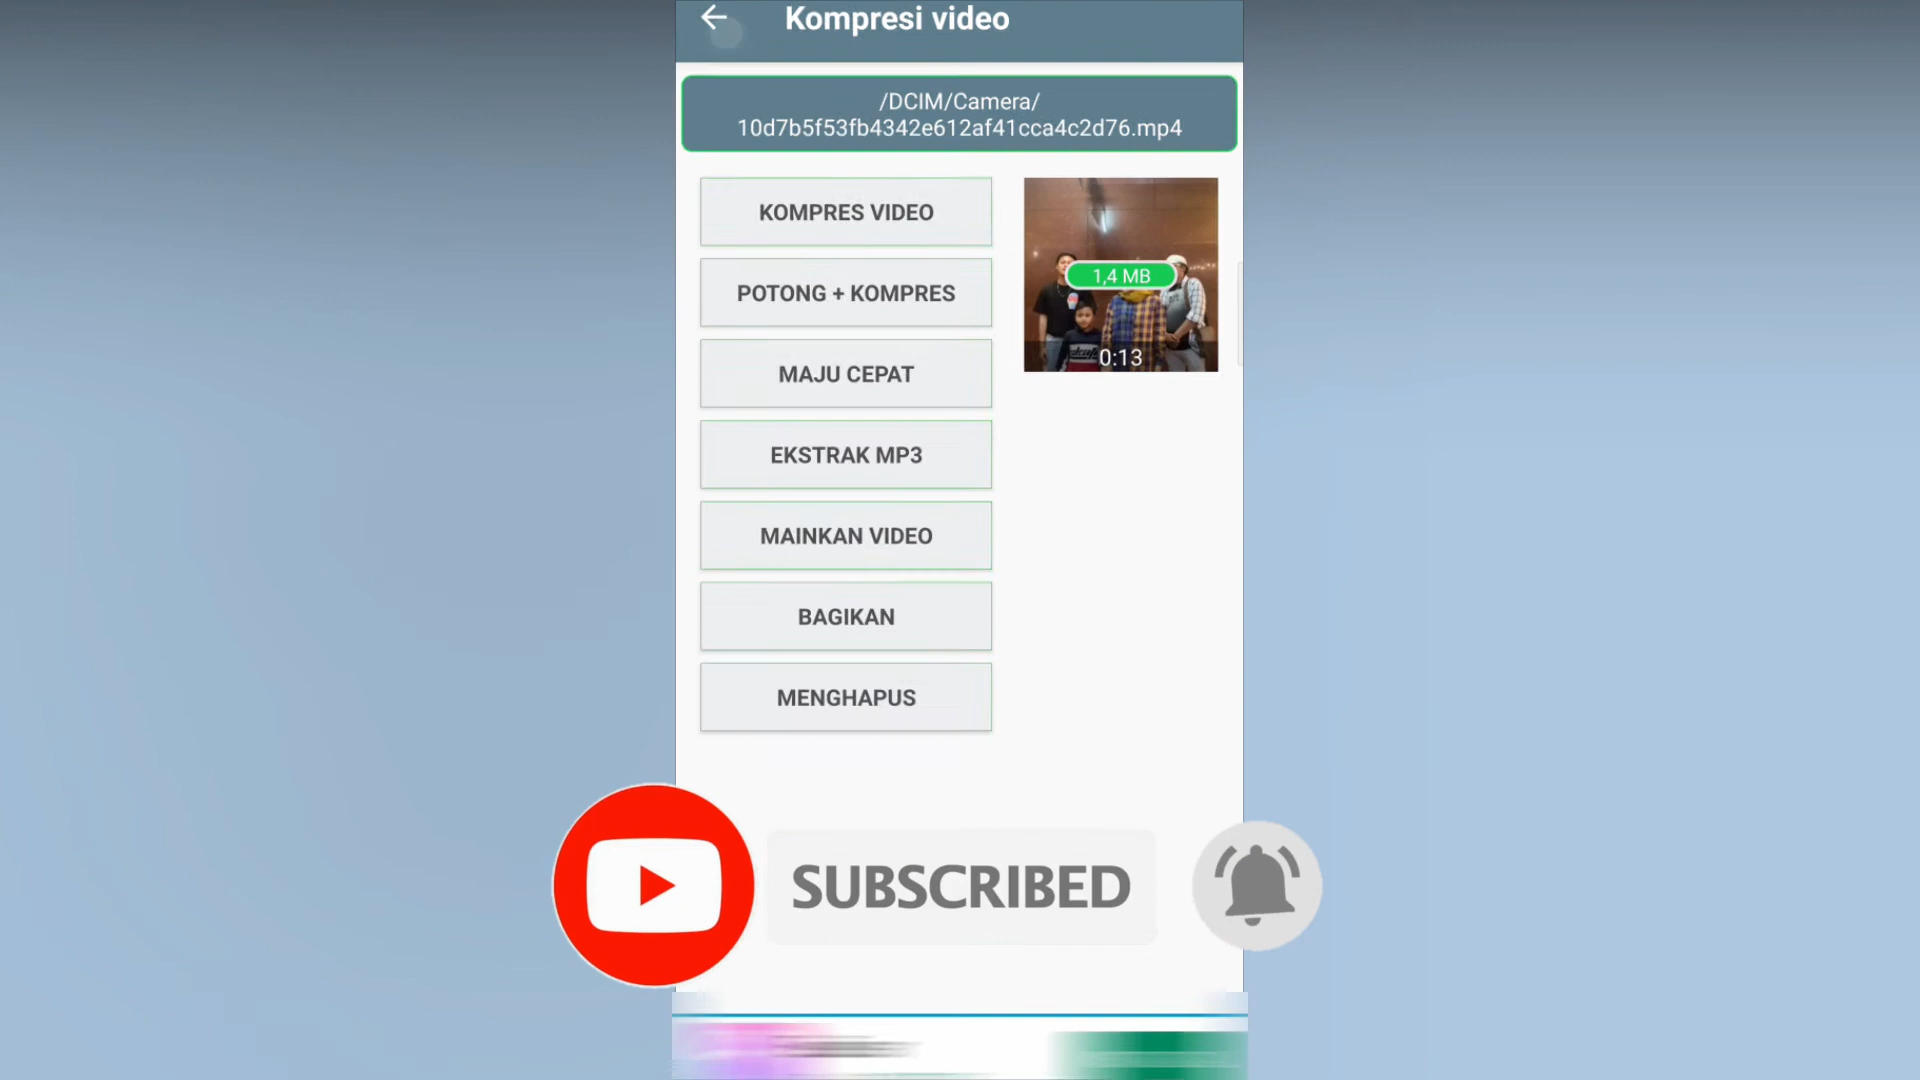 Kompresi video
/DCIM/Camera/
10d7b5f53fb4342e612af41cca4c2d76.mp4
KOMPRES VIDEO
POTONG + KOMPRES
MAJU CEPAT
EKSTRAK MP3
MAINKAN VIDEO
BAGIKAN
MENGHAPUS
1,4 MB
0:13
SUBSCRIBED